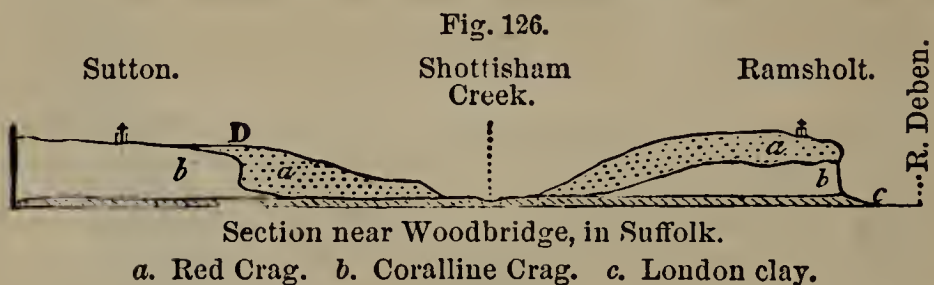 Fig. 126.
Sutton. Shottisham Ramsholt.
Creek.
R. Deben.
D
b a a b c
Section near Woodbridge, in Suffolk.
a. Red Crag. b. Coralline Crag. c. London clay.